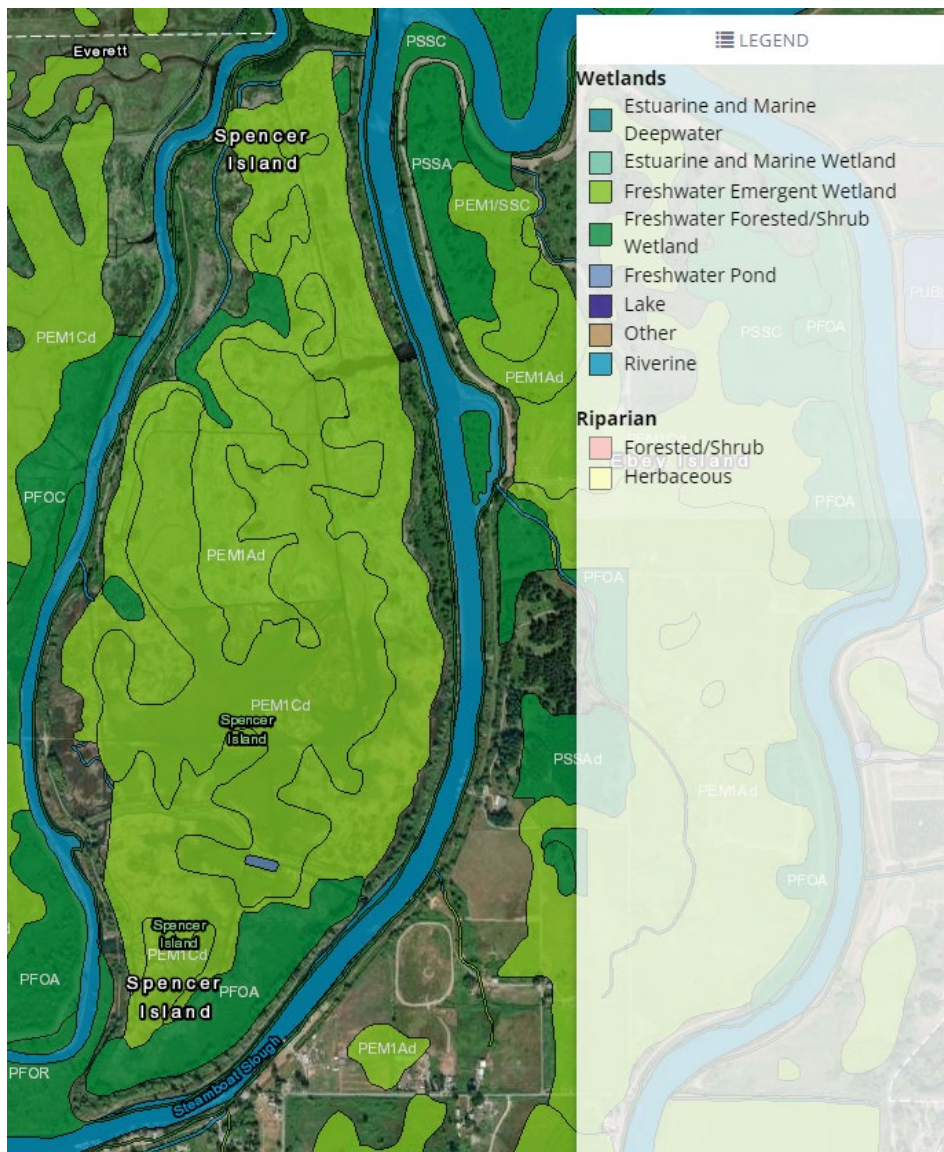 Everett
Spencer
Island
PSSC
PSSA
PEM1/SSC
PEM1Cd
PEM1Ad
PFOC
PEM1Ad
PEM1Cd
Spencer
Island
Spencer
Island
PEM1Cd
Spencer
Island
PFOA
PFOA
PFOR
Steamboat Slough
PEM1Ad
PSSAd
PFOA
LEGEND
Wetlands
Estuarine and Marine
Deepwater
Estuarine and Marine Wetland
Freshwater Emergent Wetland
Freshwater Forested/Shrub
Wetland
Freshwater Pond
Lake
Other
Riverine
Riparian
Forested/Shrub
Herbaceous
PSSC
PFOA
Ebey Island
PFOA
PEM1Ad
PFOA